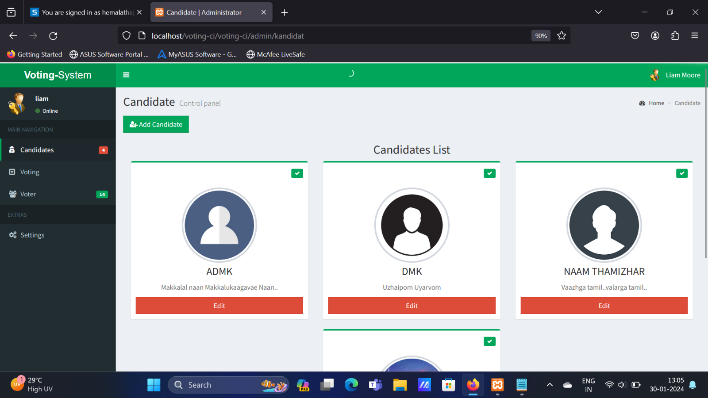 You are signed in as hemalatha
Candidate | Administrator
localhost/voting-ci/voting-ci/admin/kandidat
90%
Getting Started
ASUS Software Portal ...
MyASUS Software - G...
McAfee LiveSafe
Voting-System
Liam Moore
liam
Online
Candidate Control panel
Home
Candidate
MAIN NAVIGATION
Add Candidate
Candidates
4
Voting
Voter
14
EXTRAS
Settings
Candidates List
ADMK
DMK
NAAM THAMIZHAR
Makkalal naan Makkalukaagavae Naan..
Uzhaipom Uyarvom
Vaazhga tamil..valarga tamil..
Edit
Edit
Edit
29°C
High UV
Search
ENG
IN
13:05
30-01-2024